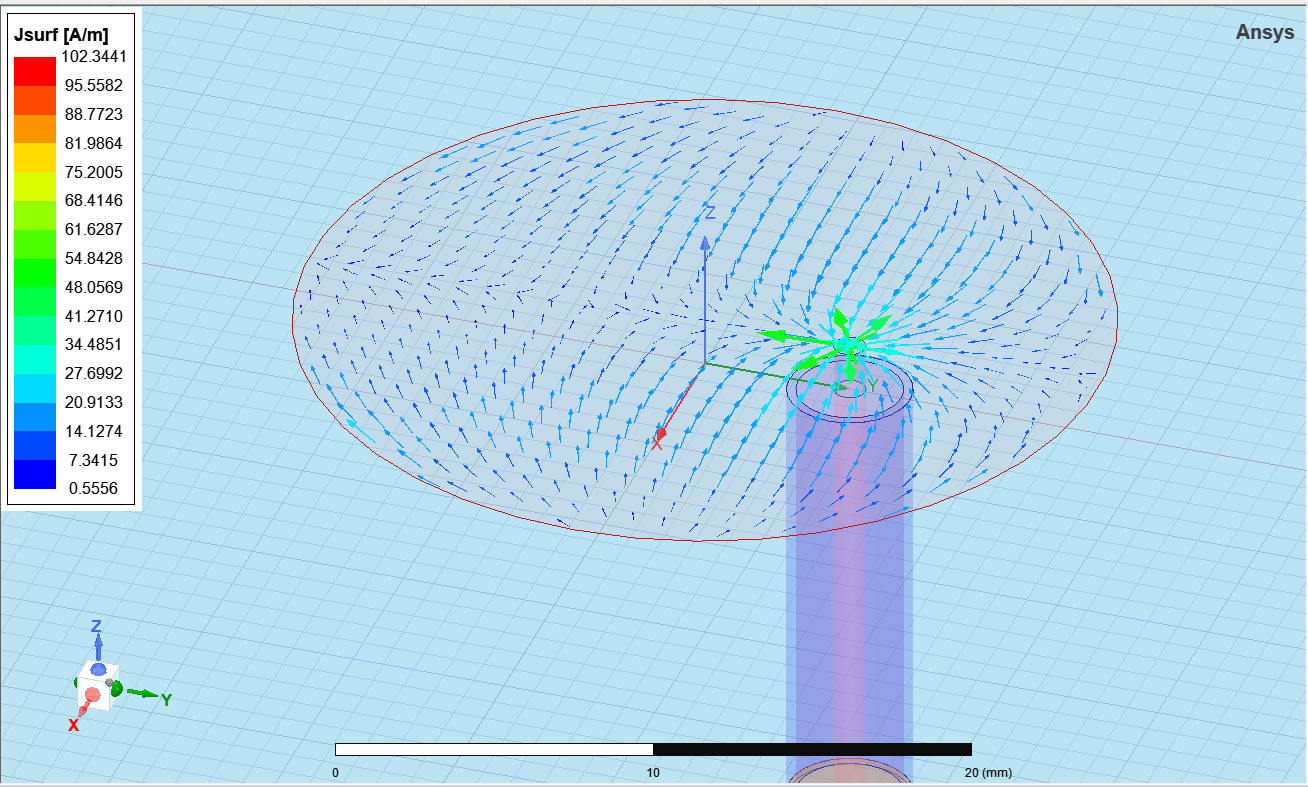 Jsurf [A/m]
102.3441
95.5582
88.7723
81.9864
75.2005
68.4146
61.6287
54.8428
48.0569
41.2710
34.4851
27.6992
20.9133
14.1274
7.3415
0.5556
Ansys
Z
Y
X
Z
Y
X
0 10 20 (mm)